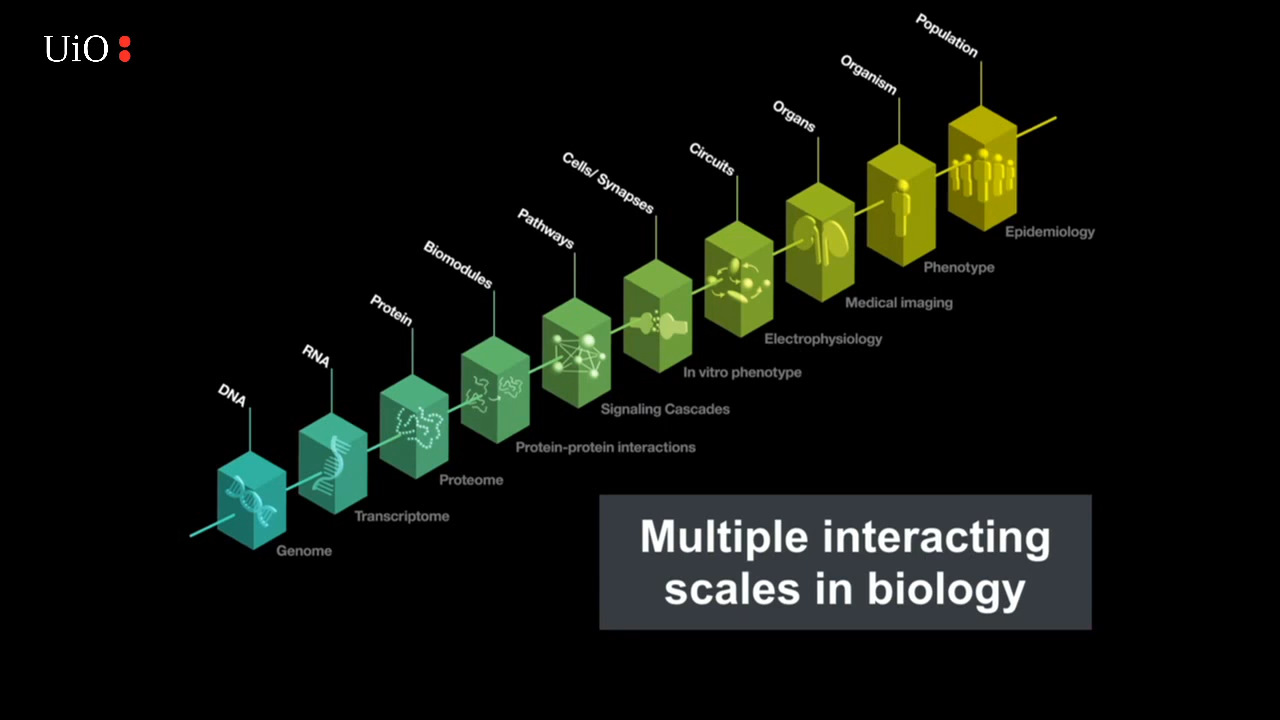 UiO
DNA
RNA
Protein
Biomodules
Pathways
Cells/ Synapses
Circuits
Organs
Organism
Population
Genome
Transcriptome
Proteome
Protein-protein interactions
Signaling Cascades
In vitro phenotype
Electrophysiology
Medical imaging
Phenotype
Epidemiology
Multiple interacting
scales in biology